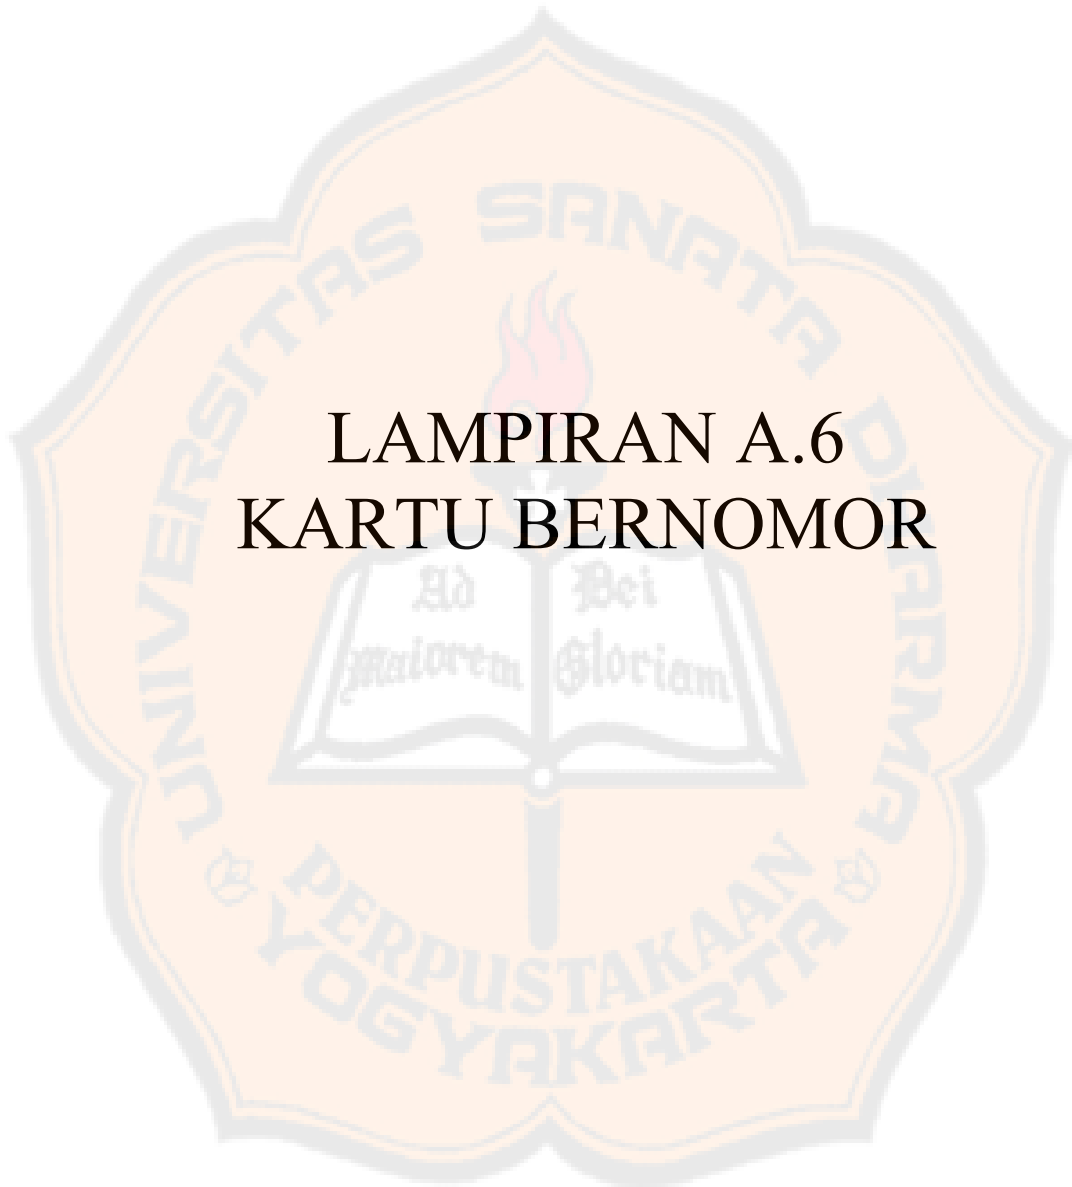 UNIVERSITAS SANATA DHARMA
LAMPIRAN A.6
KARTU BERNOMOR
Ad Dei
maiorem Gloriam
PERPUSTAKAAN
YOGYAKARTA